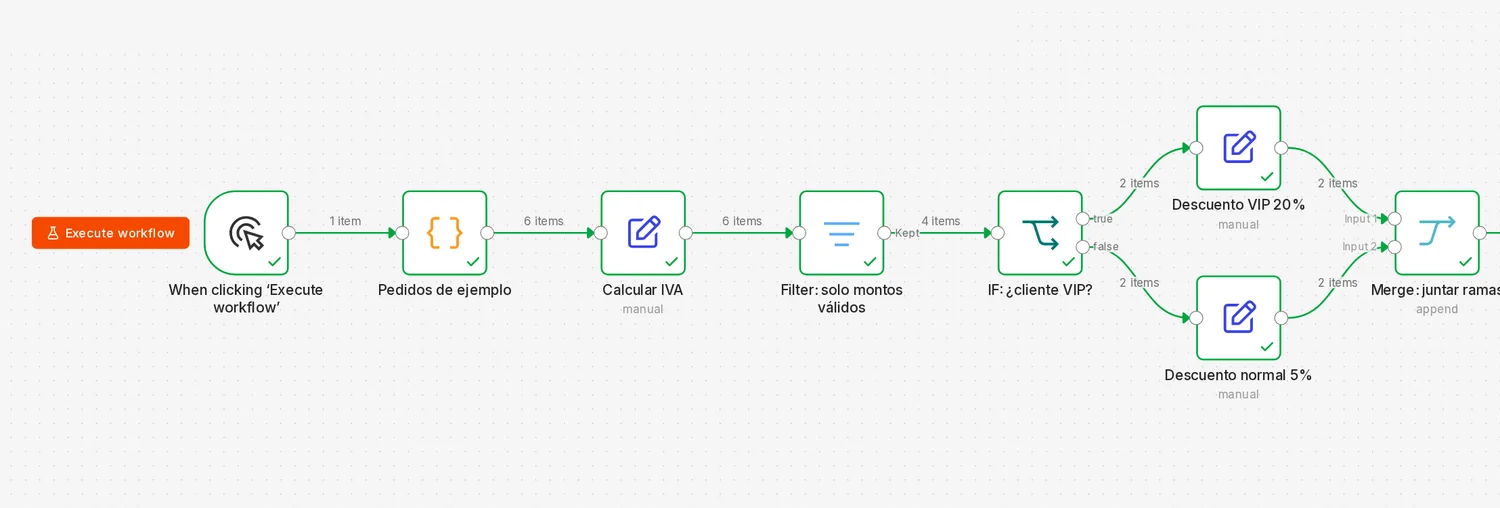 Execute workflow
When clicking ‘Execute
workflow’
1 item
Pedidos de ejemplo
6 items
Calcular IVA
manual
6 items
Filter: solo montos
válidos
Kept
4 items
IF: ¿cliente VIP?
true
false
2 items
2 items
Descuento VIP 20%
manual
Descuento normal 5%
manual
2 items
2 items
Input 1
Input 2
Merge: juntar ramas
append